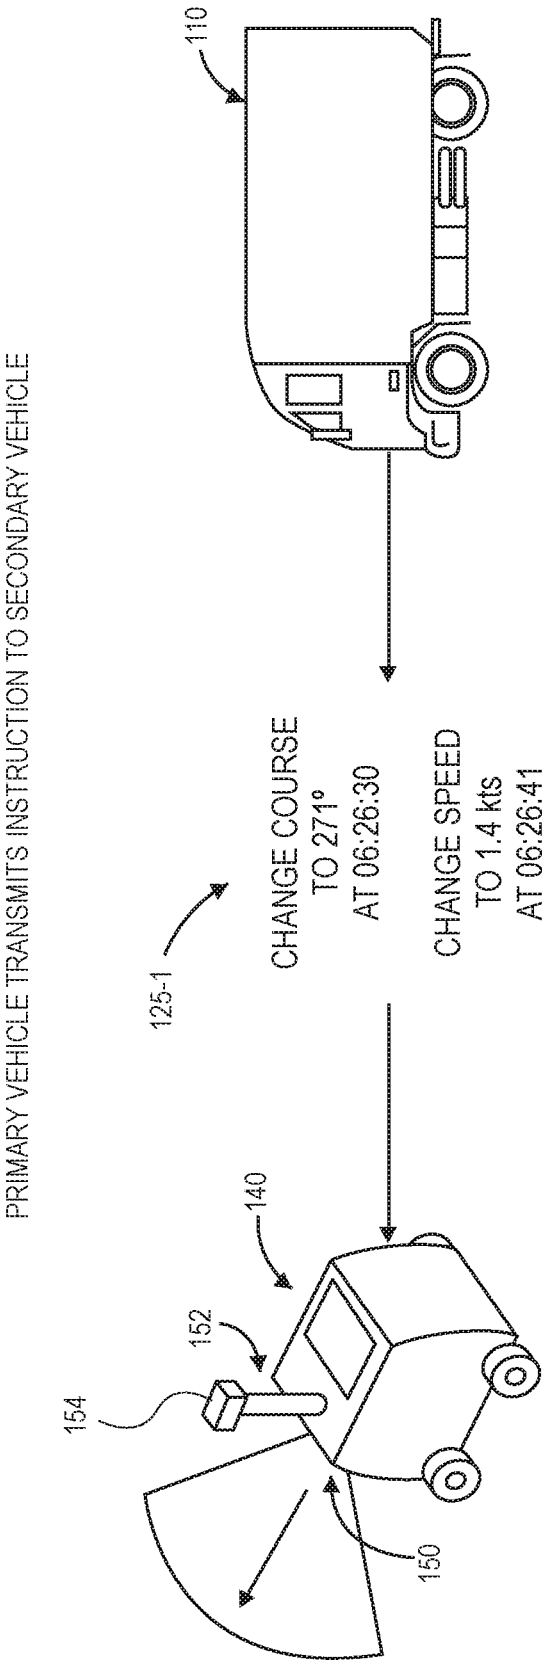 PRIMARY VEHICLE TRANSMITS INSTRUCTION TO SECONDARY VEHICLE
154
152
140
150
125-1
CHANGE COURSE
TO 271º
AT 06:26:30
CHANGE SPEED
TO 1.4 kts
AT 06:26:41
110